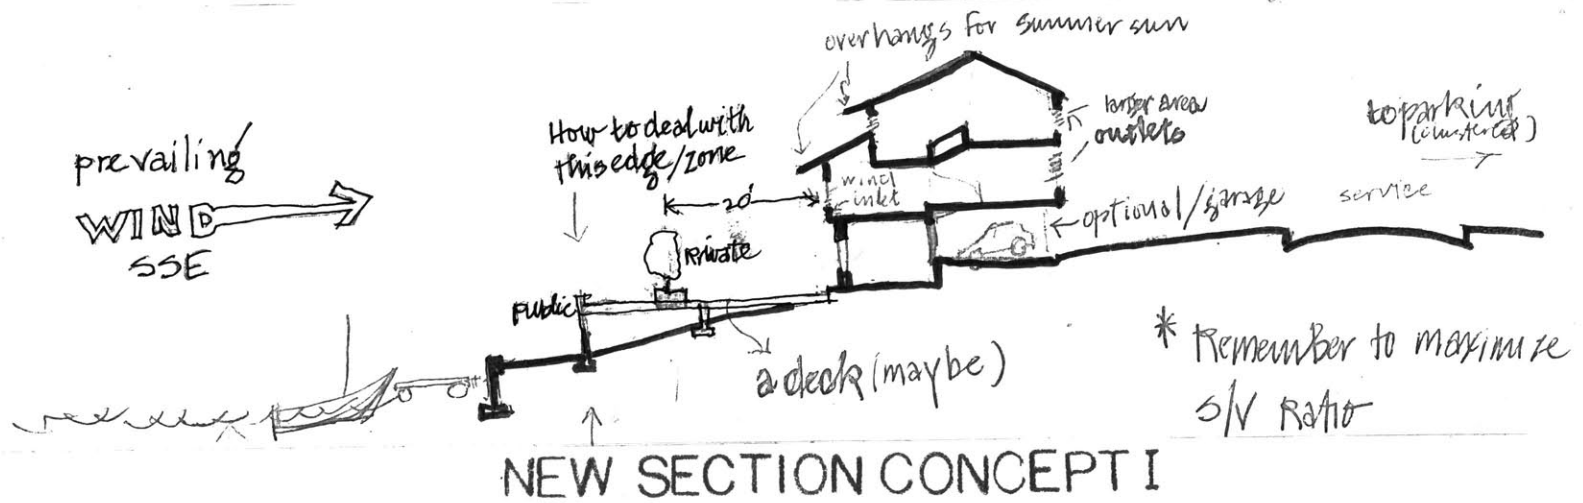 overhangs for summer sun
prevailing
WIND
SSE
How to deal with
this edge/zone
20'
wind
inlet
larger area
outlets
to parking
(clustered)
service
optional/garage
Private
Public
a deck (maybe)
* Remember to maximize
S/V Ratio
NEW SECTION CONCEPT I